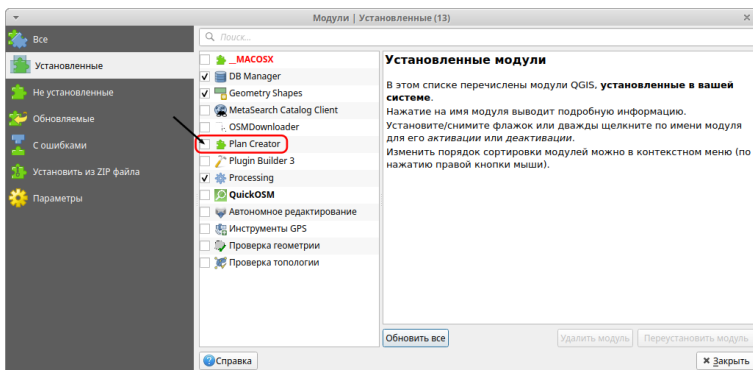 Модули | Установленные (13)
Все
Установленные
Не установленные
Обновляемые
С ошибками
Установить из ZIP файла
Параметры
Поиск...
__MACOSX
DB Manager
Geometry Shapes
MetaSearch Catalog Client
OSMDownloader
Plan Creator
Plugin Builder 3
Processing
QuickOSM
Автономное редактирование
Инструменты GPS
Проверка геометрии
Проверка топологии
Установленные модули
В этом списке перечислены модули QGIS, установленные в вашей
системе.
Нажатие на имя модуля выводит подробную информацию.
Установите/снимите флажок или дважды щелкните по имени модуля
для его активации или деактивации.
Изменить порядок сортировки модулей можно в контекстном меню (по
нажатию правой кнопки мыши).
Обновить все
Удалить модуль
Переустановить модуль
Справка
Закрыть